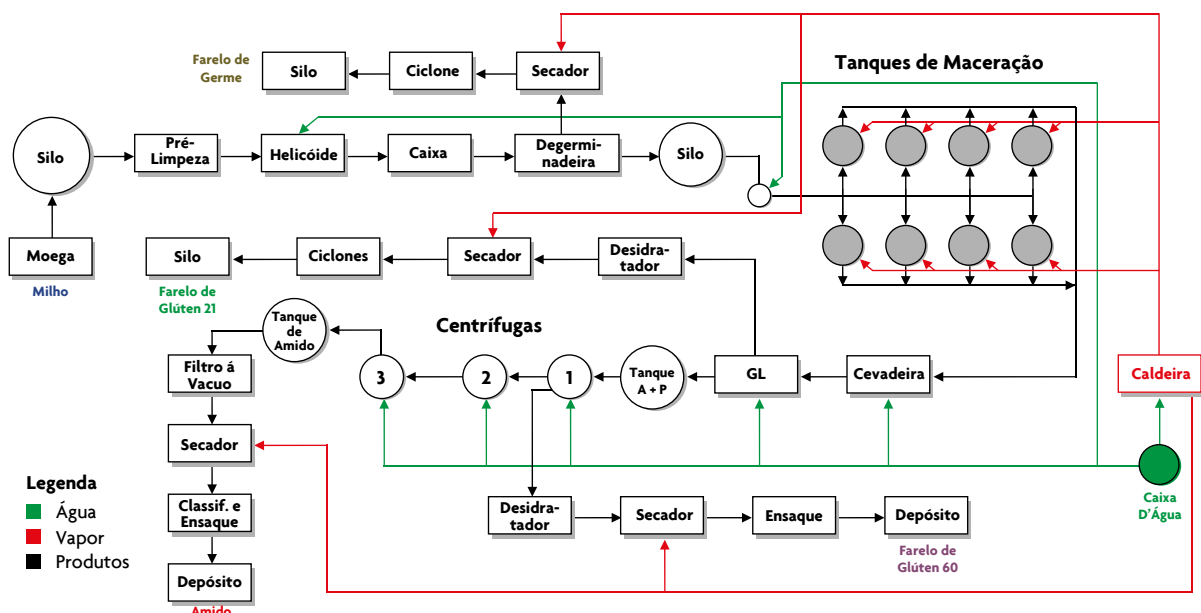 Farelo de
Germe
Silo
Ciclone
Secador
Tanques de Maceração
Silo
Pré-
Limpeza
Helicóide
Caixa
Degermi-
nadeira
Silo
Moega
Milho
Silo
Farelo de
Glúten 21
Ciclones
Secador
Desidra-
tador
Tanque
de
Amido
Centrífugas
Filtro á
Vacuo
3
2
1
Tanque
A + P
GL
Cevadeira
Caldeira
Secador
Legenda
Água
Vapor
Produtos
Classif. e
Ensaque
Depósito
Amido
Desidra-
tador
Secador
Ensaque
Depósito
Farelo de
Glúten 60
Caixa
D'Água